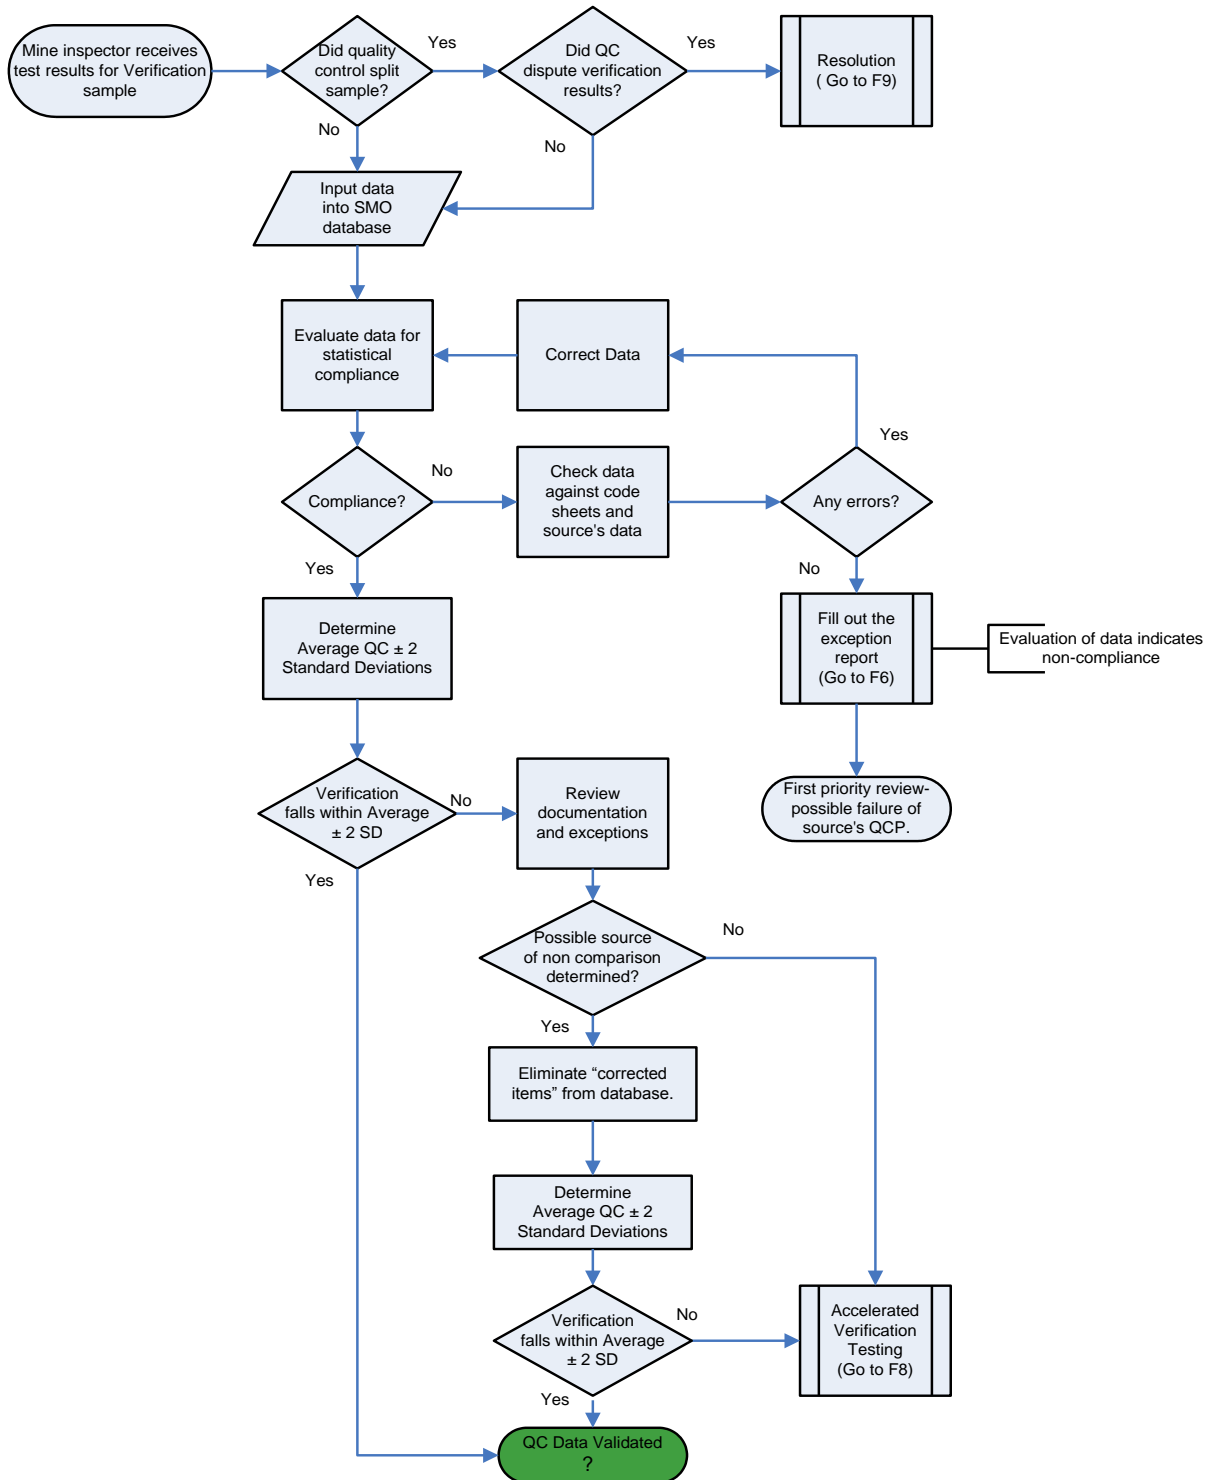 Mine inspector receives
test results for Verification
sample
Did quality
control split
sample?
Yes
Did QC
dispute verification
results?
Yes
Resolution
( Go to F9)
No
No
Input data
into SMO
database
Evaluate data for
statistical
compliance
Correct Data
Yes
Compliance?
No
Check data
against code
sheets and
source's data
Any errors?
Yes
No
Determine
Average QC ± 2
Standard Deviations
Fill out the
exception
report
(Go to F6)
Evaluation of data indicates
non-compliance
Verification
falls within Average
± 2 SD
No
Review
documentation
and exceptions
First priority review-
possible failure of
source's QCP.
Yes
Possible source
of non comparison
determined?
No
Yes
Eliminate “corrected
items” from database.
Determine
Average QC ± 2
Standard Deviations
Verification
falls within Average
± 2 SD
No
Accelerated
Verification
Testing
(Go to F8)
Yes
QC Data Validated
?